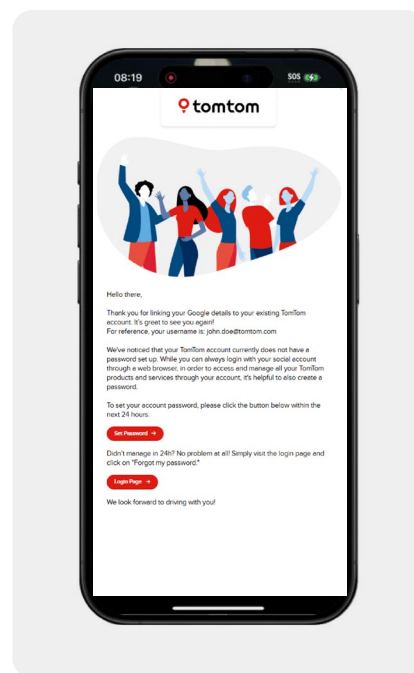 08:19
SOS
tomtom
Hello there,
Thank you for linking your Google details to your existing TomTom
account. It's great to see you again!
For reference, your username is: john.doe@tomtom.com
We've noticed that your TomTom account currently does not have a
password set up. While you can always login with your social account
through a web browser, in order to access and manage all your TomTom
products and services through your account, it's helpful to also create a
password.
To set your account password, please click the button below within the
next 24 hours.
Set Password →
Didn't manage in 24h? No problem at all! Simply visit the login page and
click on "Forgot my password."
Login Page →
We look forward to driving with you!